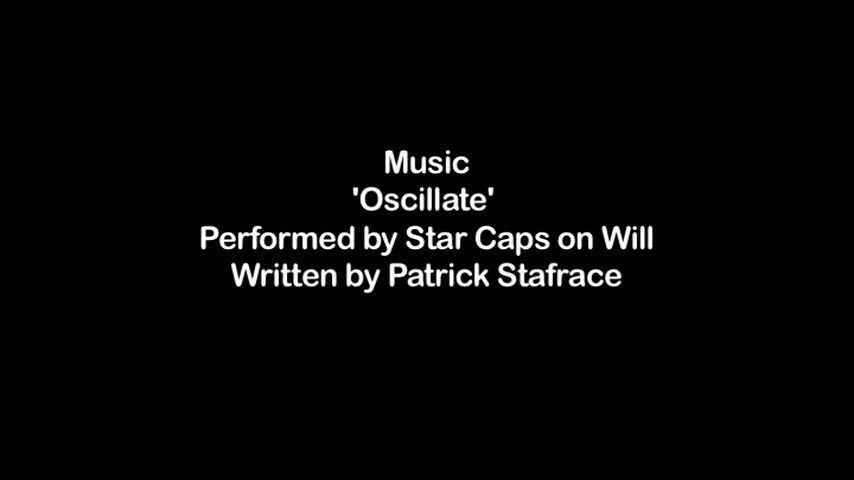 Music
'Oscillate'
Performed by Star Caps on Will
Written by Patrick Stafrace